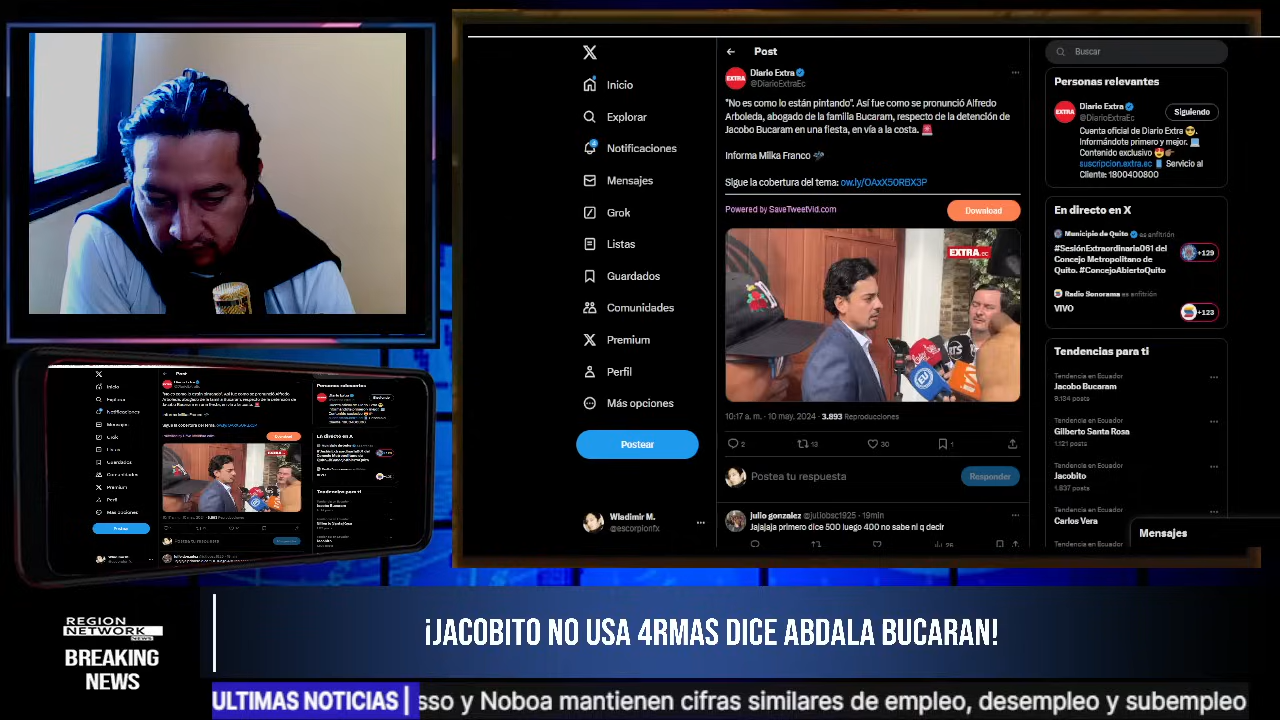 Inicio
Explorar
Notificaciones
Mensajes
Grok
Listas
Guardados
Comunidades
Premium
Perfil
Más opciones
Postear
Wladimir M.
@escorpionfx
Post
Diario Extra
@DiarioExtraEc
"No es como lo están pintando". Así fue como se pronunció Alfredo
Arboleda, abogado de la familia Bucaram, respecto de la detención de
Jacobo Bucaram en una fiesta, en vía a la costa.
Informa Milka Franco
Sigue la cobertura del tema: ow.ly/OAxX50RBX3P
Powered by SaveTweetVid.com
Download
EXTRA.EC
10:17 a. m. · 10 may, 2024 · 3.893 Reproducciones
2 13 30 1
Postea tu respuesta
Responder
julio gonzalez @juliobsc1925 · 19min
Jajajaja primero dice 500 luego 400 no sabe ni q decir
Buscar
Personas relevantes
Diario Extra
@DiarioExtraEc
Siguiendo
Cuenta oficial de Diario Extra
Informándote primero y mejor.
Contenido exclusivo
suscripcion.extra.ec Servicio al
Cliente: 1800400800
En directo en X
Municipio de Quito es anfitrión
#SesiónExtraordinaria061 del
Concejo Metropolitano de
Quito. #ConcejoAbiertoQuito
+129
Radio Sonorama es anfitrión
VIVO
+123
Tendencias para ti
Tendencia en Ecuador
Jacobo Bucaram
9.134 posts
Tendencia en Ecuador
Gilberto Santa Rosa
1.121 posts
Tendencia en Ecuador
Jacobito
1.837 posts
Tendencia en Ecuador
Carlos Vera
Tendencia en Ecuador
Mensajes
REGION
NETWORK
NEWS
BREAKING
NEWS
¡JACOBITO NO USA 4RMAS DICE ABDALA BUCARAN!
ULTIMAS NOTICIAS | sso y Noboa mantienen cifras similares de empleo, desempleo y subempleo